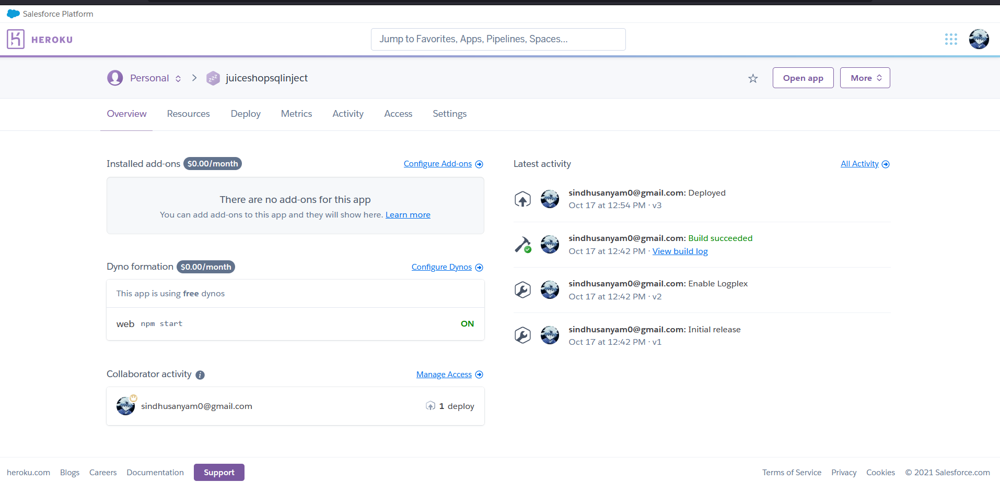 Salesforce Platform
HEROKU
Jump to Favorites, Apps, Pipelines, Spaces...
Personal
zzz
juiceshopsqlinject
Open app
More
Overview
Resources
Deploy
Metrics
Activity
Access
Settings
Installed add-ons $0.00/month
Configure Add-ons
There are no add-ons for this app
You can add add-ons to this app and they will show here. Learn more
Dyno formation $0.00/month
Configure Dynos
This app is using free dynos
web npm start
ON
Collaborator activity
Manage Access
sindhusanyam0@gmail.com
1 deploy
Latest activity
All Activity
sindhusanyam0@gmail.com: Deployed
Oct 17 at 12:54 PM · v3
sindhusanyam0@gmail.com: Build succeeded
Oct 17 at 12:42 PM · View build log
sindhusanyam0@gmail.com: Enable Logplex
Oct 17 at 12:42 PM · v2
sindhusanyam0@gmail.com: Initial release
Oct 17 at 12:42 PM · v1
heroku.com
Blogs
Careers
Documentation
Support
Terms of Service
Privacy
Cookies
© 2021 Salesforce.com